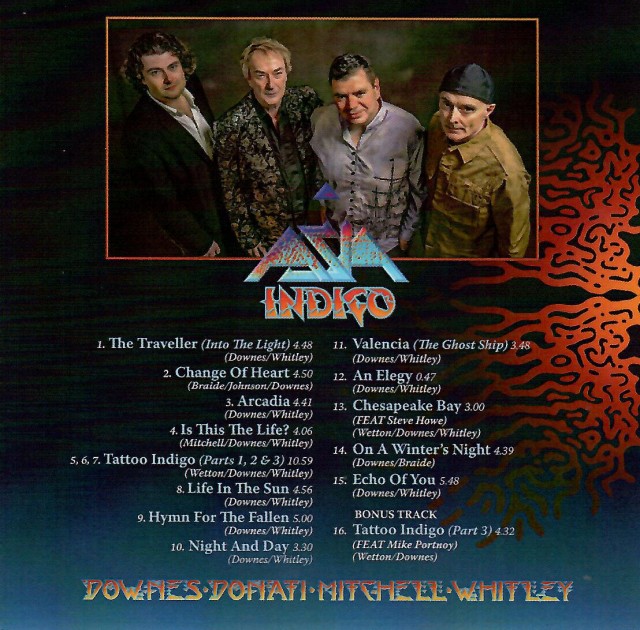 ASIA
INDIGO
1. The Traveller (Into The Light) 4.48
(Downes/Whitley)
2. Change Of Heart 4.50
(Braide/Johnson/Downes)
3. Arcadia 4.41
(Downes/Whitley)
4. Is This The Life? 4.06
(Mitchell/Downes/Whitley)
5, 6, 7. Tattoo Indigo (Parts 1, 2 & 3) 10.59
(Wetton/Downes/Whitley)
8. Life In The Sun 4.56
(Downes/Whitley)
9. Hymn For The Fallen 5.00
(Downes/Whitley)
10. Night And Day 3.30
(Downes/Whitley)
11. Valencia (The Ghost Ship) 3.48
(Downes/Whitley)
12. An Elegy 0.47
(Downes/Whitley)
13. Chesapeake Bay 3.00
(FEAT Steve Howe)
(Wetton/Downes/Whitley)
14. On A Winter's Night 4.39
(Downes/Braide)
15. Echo Of You 5.48
(Downes/Whitley)
BONUS TRACK
16. Tattoo Indigo (Part 3) 4.32
(FEAT Mike Portnoy)
(Wetton/Downes)
DOWNES·DONATI·MITCHELL·WHITLEY